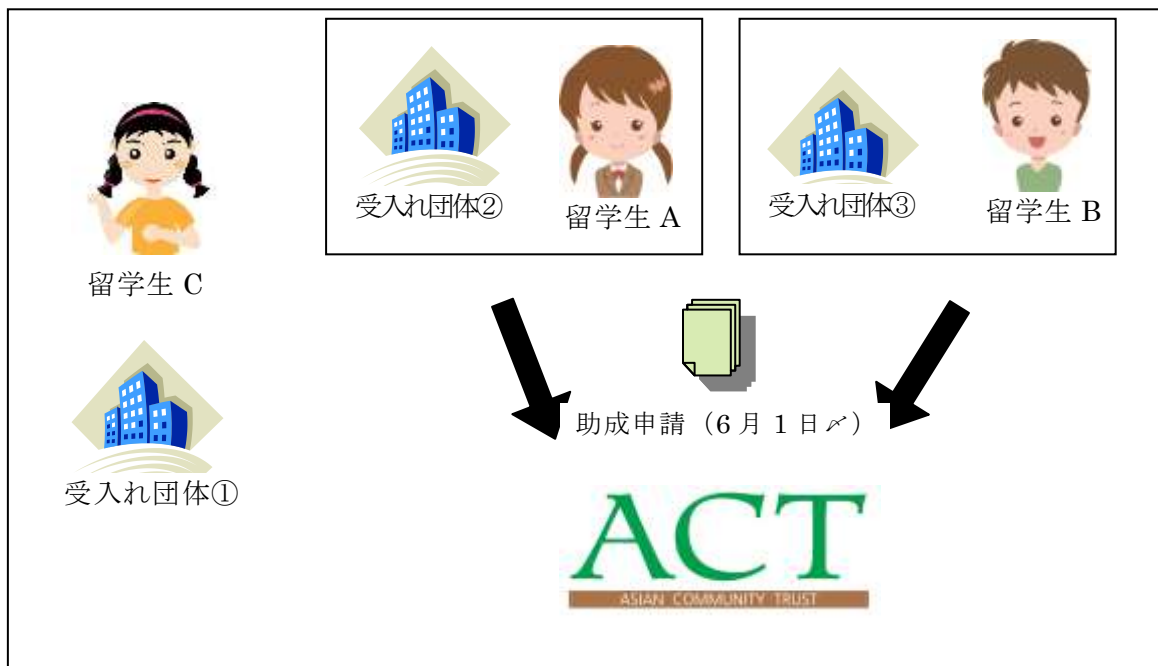 受入れ団体②
留学生 A
受入れ団体③
留学生 B
留学生 C
助成申請（6 月 1 日〆）
受入れ団体①
ACT
ASIAN COMMUNITY TRUST